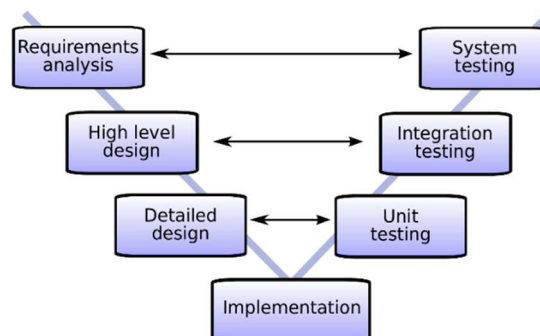 Requirements
analysis
System
testing
High level
design
Integration
testing
Detailed
design
Unit
testing
Implementation